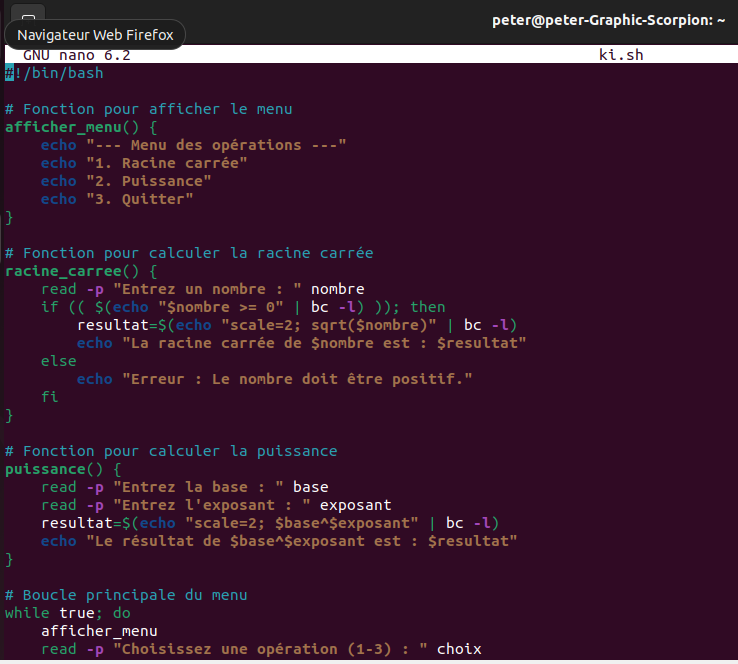 peter@peter-Graphic-Scorpion: ~
Navigateur Web Firefox
GNU nano 6.2 ki.sh
#!/bin/bash
# Fonction pour afficher le menu
afficher_menu() {
    echo "--- Menu des opérations ---"
    echo "1. Racine carrée"
    echo "2. Puissance"
    echo "3. Quitter"
}
# Fonction pour calculer la racine carrée
racine_carree() {
    read -p "Entrez un nombre : " nombre
    if (( $(echo "$nombre >= 0" | bc -l) )); then
        resultat=$(echo "scale=2; sqrt($nombre)" | bc -l)
        echo "La racine carrée de $nombre est : $resultat"
    else
        echo "Erreur : Le nombre doit être positif."
    fi
}
# Fonction pour calculer la puissance
puissance() {
    read -p "Entrez la base : " base
    read -p "Entrez l'exposant : " exposant
    resultat=$(echo "scale=2; $base^$exposant" | bc -l)
    echo "Le résultat de $base^$exposant est : $resultat"
}
# Boucle principale du menu
while true; do
    afficher_menu
    read -p "Choisissez une opération (1-3) : " choix